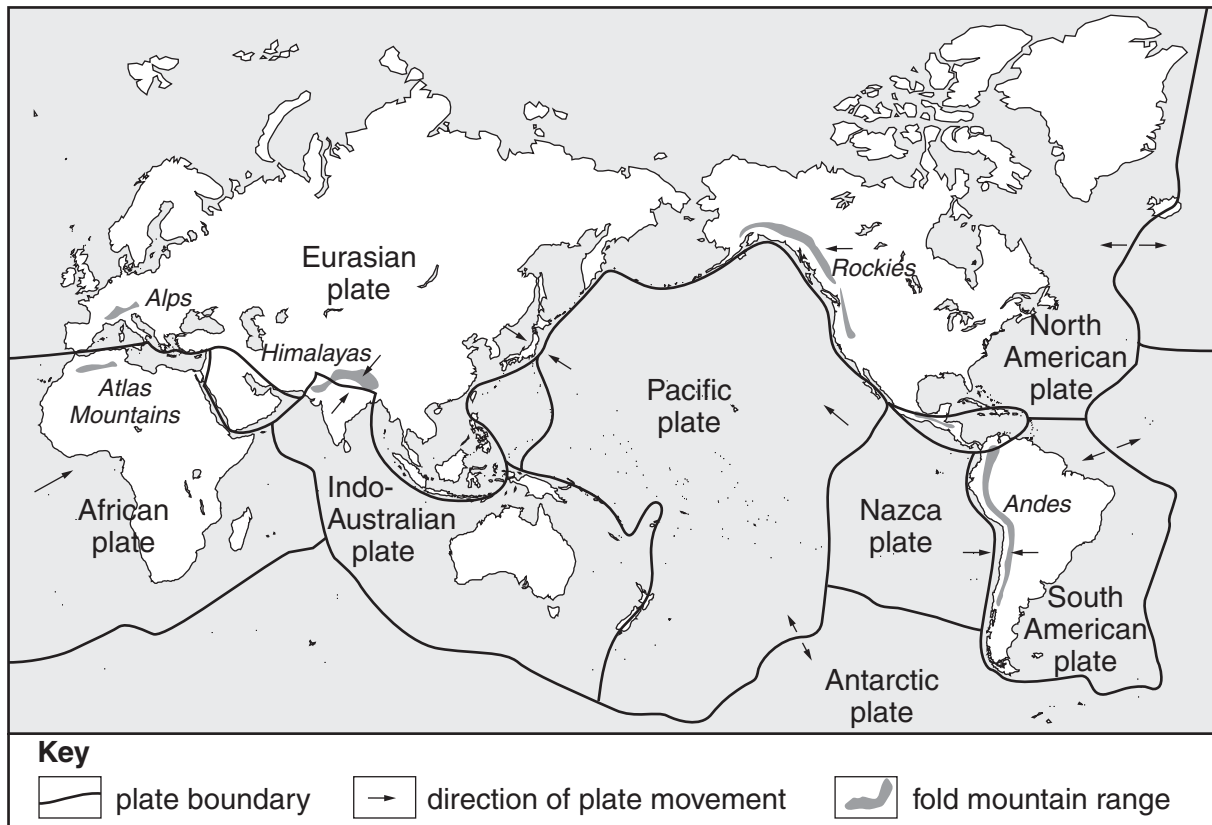 Eurasian
plate
Alps
Himalayas
Atlas
Mountains
African
plate
Indo-
Australian
plate
Pacific
plate
Rockies
North
American
plate
Nazca
plate
Andes
South
American
plate
Antarctic
plate
Key
plate boundary
direction of plate movement
fold mountain range